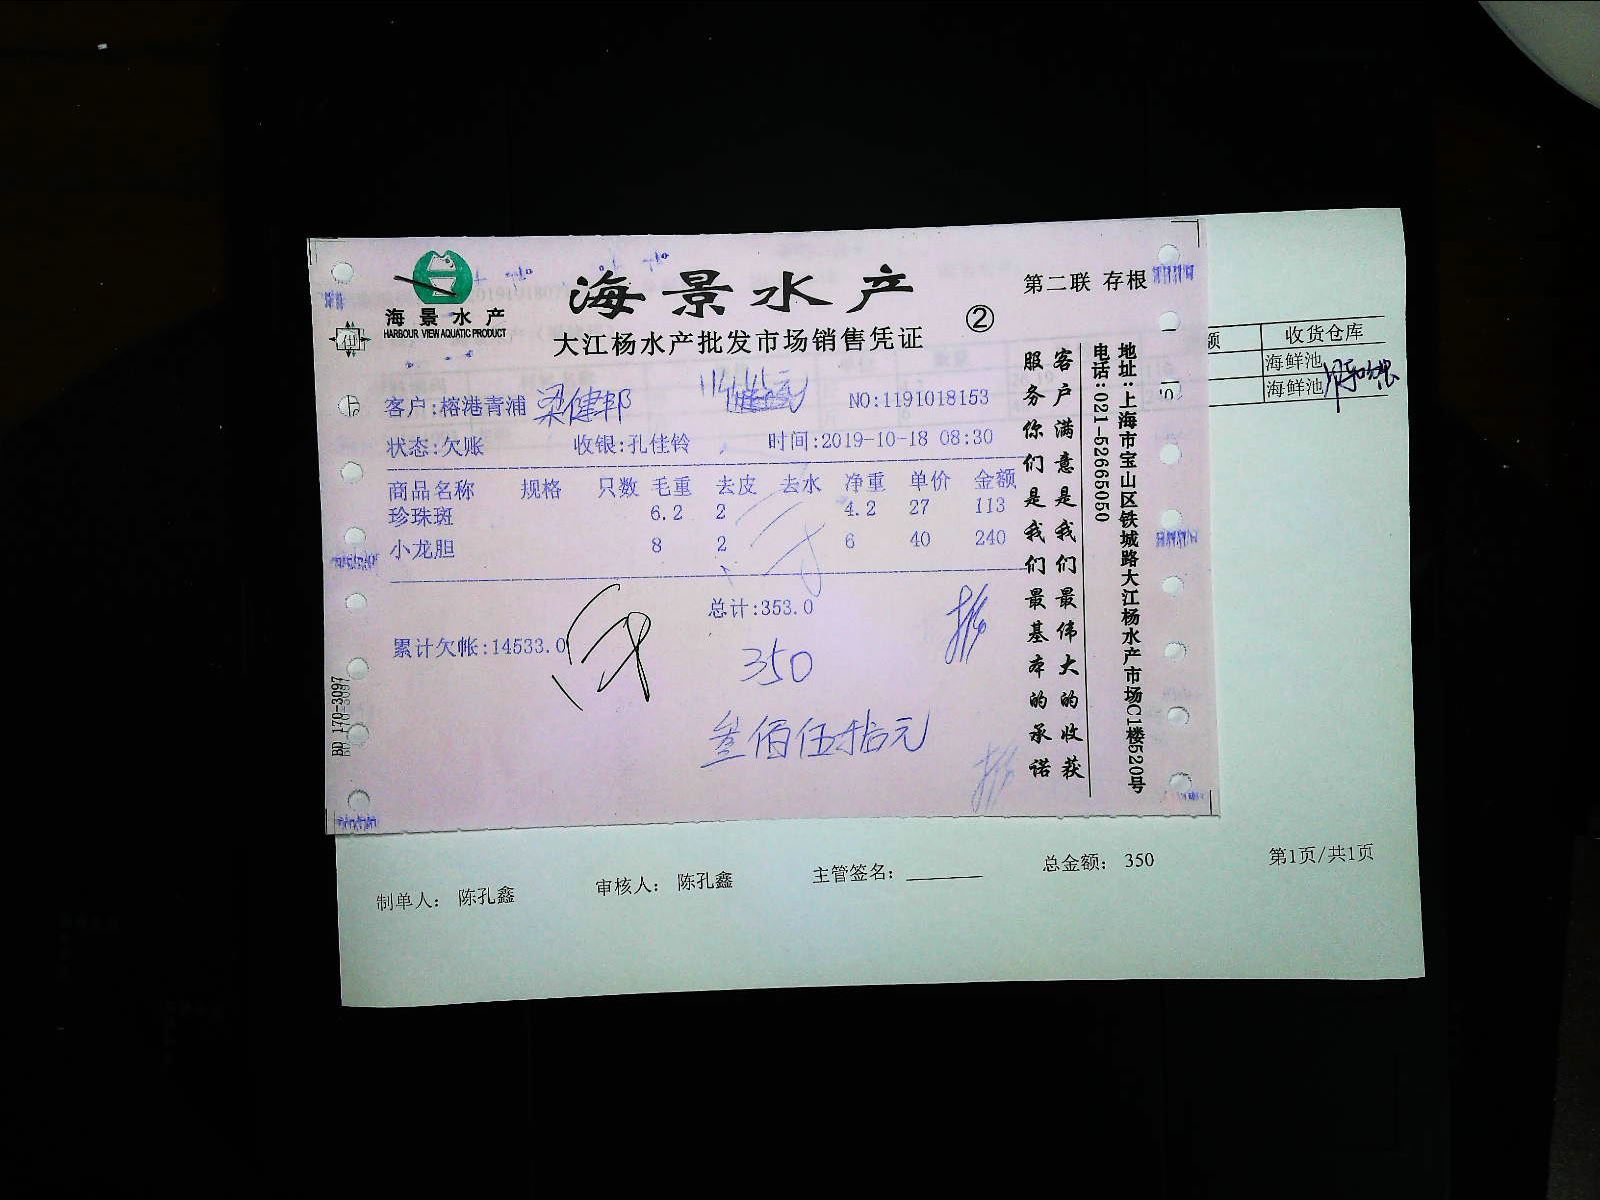 海景水产
HARBOUR VIEW AQUATIC PRODUCT
海景水产
大江杨水产批发市场销售凭证
②
第二联 存根
客户:榕港青浦 梁健邦
NO:1191018153
状态:欠账 收银:孔佳铃 时间:2019-10-18 08:30
商品名称 规格 只数 毛重 去皮 去水 净重 单价 金额
珍珠斑 6.2 2 4.2 27 113
小龙胆 8 2 6 40 240
总计:353.0
累计欠帐:14533.0
350
叁佰伍拾元
客户满意是我们最伟大的收获
服务你们是我们最基本的承诺
地址:上海市宝山区铁城路大江杨水产市场C1楼520号
电话:021-52665050
BD 170-3097
额 收货仓库
海鲜池
海鲜池
制单人: 陈孔鑫 审核人: 陈孔鑫 主管签名: 总金额: 350 第1页/共1页